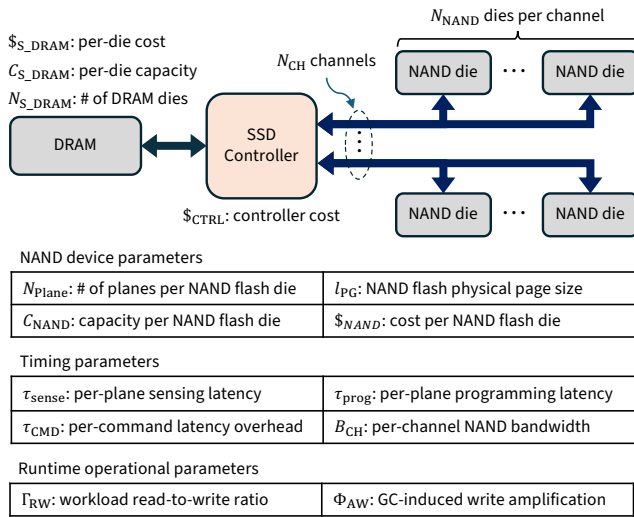 N_NAND dies per channel
$_S_DRAM: per-die cost
C_S_DRAM: per-die capacity
N_S_DRAM: # of DRAM dies
N_CH channels
NAND die ··· NAND die
DRAM
SSD
Controller
NAND die ··· NAND die
$_CTRL: controller cost
NAND device parameters
N_Plane: # of planes per NAND flash die
l_PG: NAND flash physical page size
C_NAND: capacity per NAND flash die
$_NAND: cost per NAND flash die
Timing parameters
τ_sense: per-plane sensing latency
τ_prog: per-plane programming latency
τ_CMD: per-command latency overhead
B_CH: per-channel NAND bandwidth
Runtime operational parameters
Γ_RW: workload read-to-write ratio
Φ_AW: GC-induced write amplification